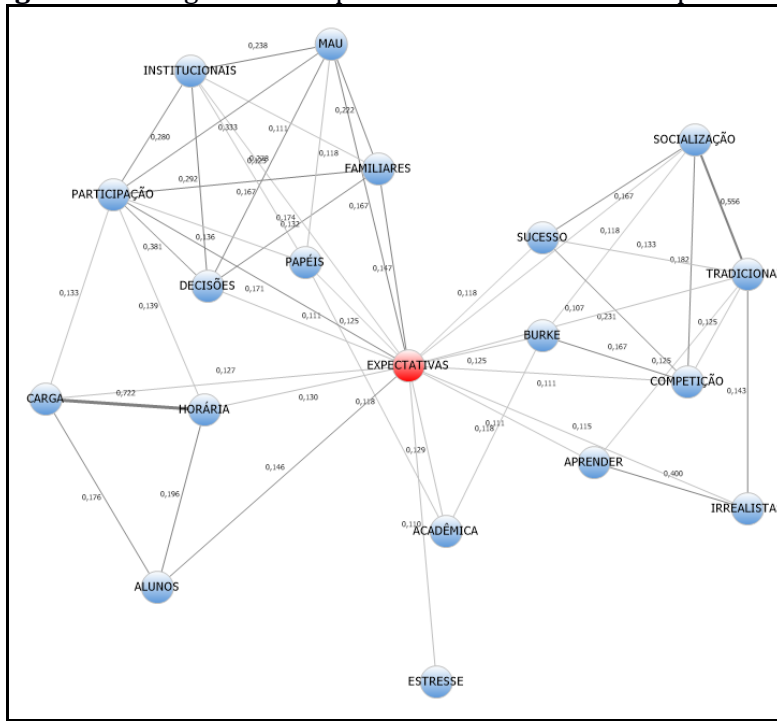 MAU
0,238
INSTITUCIONAIS
0,222
0,333
0,111
0,280
0,118
SOCIALIZAÇÃO
FAMILIARES
0,292
0,167
PARTICIPAÇÃO
0,167
0,167
0,556
0,174
0,132
0,118
SUCESSO
0,136
0,133
0,381
PAPÉIS
0,182
0,147
TRADICIONA
DECISÕES
0,171
0,133
0,139
0,118
0,107
0,111
0,125
0,231
0,125
BURKE
0,167
EXPECTATIVAS
0,125
0,125
0,127
0,111
COMPETIÇÃO
0,722
0,130
0,143
CARGA
HORÁRIA
0,118
0,115
0,111
0,118
0,129
APRENDER
0,146
0,400
0,176
0,196
IRREALISTAS
0,110
ACADÊMICA
ALUNOS
ESTRESSE